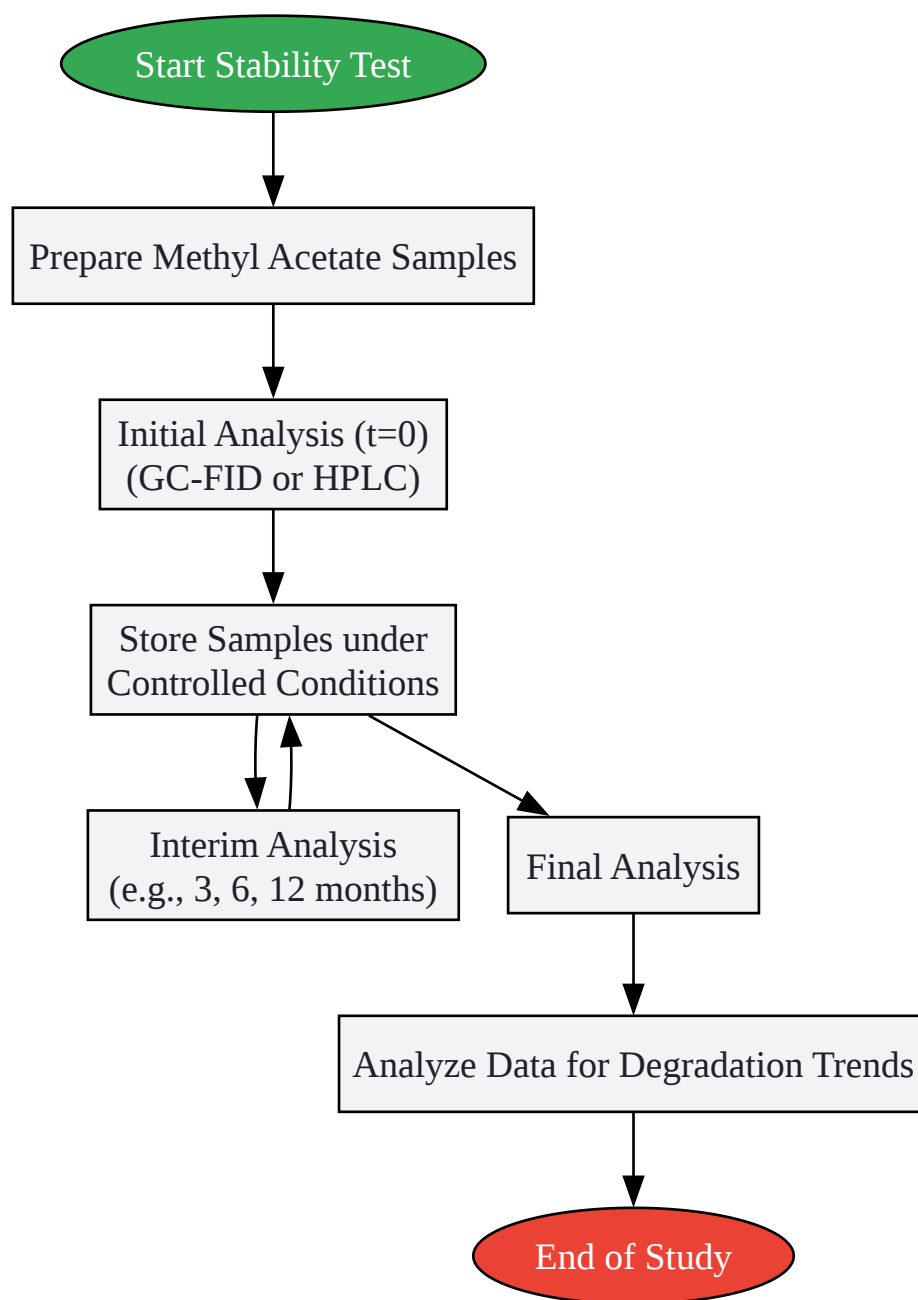 Start Stability Test
Prepare Methyl Acetate Samples
Initial Analysis (t=0)
(GC-FID or HPLC)
Store Samples under
Controlled Conditions
Interim Analysis
(e.g., 3, 6, 12 months)
Final Analysis
Analyze Data for Degradation Trends
End of Study